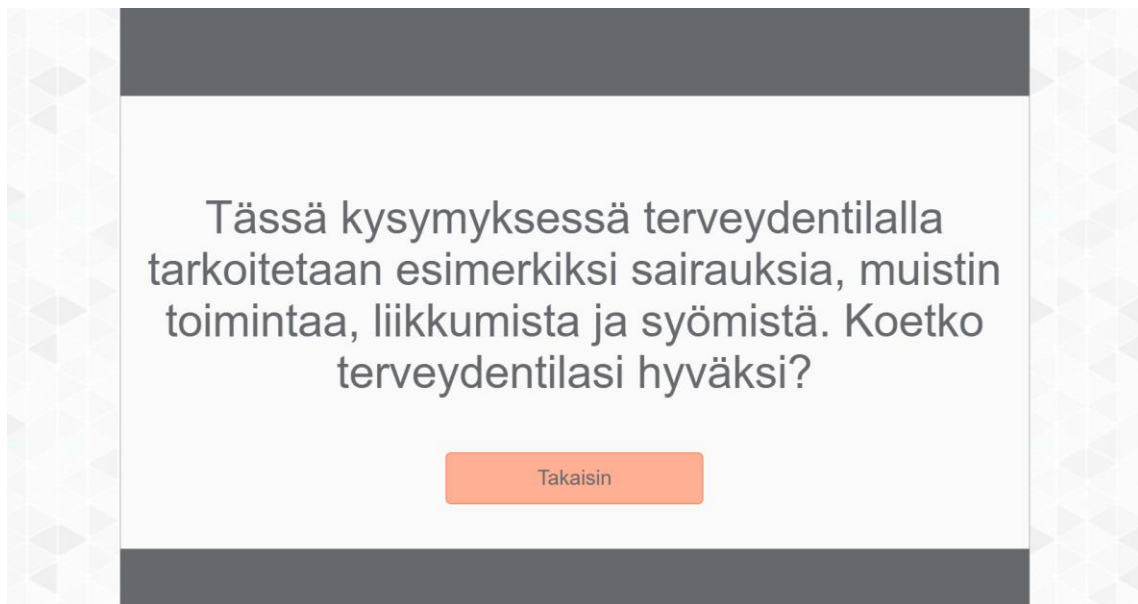 Tässä kysymyksessä terveydentilalla
tarkoitetaan esimerkiksi sairauksia, muistin
toimintaa, liikkumista ja syömistä. Koetko
terveydentilasi hyväksi?
Takaisin